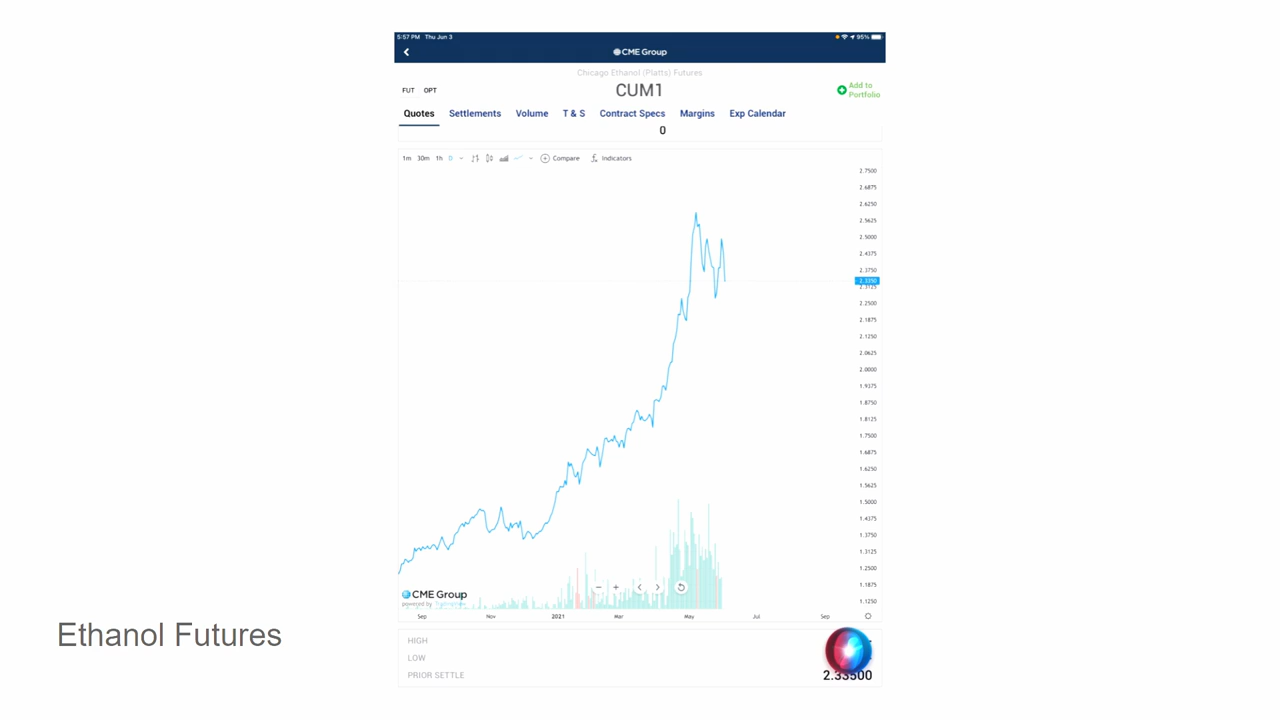 5:57 PM Thu Jun 3
95%
CME Group
Chicago Ethanol (Platts) Futures
FUT OPT
CUM1
Add to
Portfolio
Quotes Settlements Volume T & S Contract Specs Margins Exp Calendar
0
1m 30m 1h D Compare Indicators
2.7500
2.6875
2.6250
2.5625
2.5000
2.4375
2.3750
2.3350
2.3125
2.2500
2.1875
2.1250
2.0625
2.0000
1.9375
1.8750
1.8125
1.7500
1.6875
1.6250
1.5625
1.5000
1.4375
1.3750
1.3125
1.2500
1.1875
1.1250
CME Group
powered by
Sep Nov 2021 Mar May Jul Sep
Ethanol Futures
HIGH
LOW
PRIOR SETTLE 2.33500